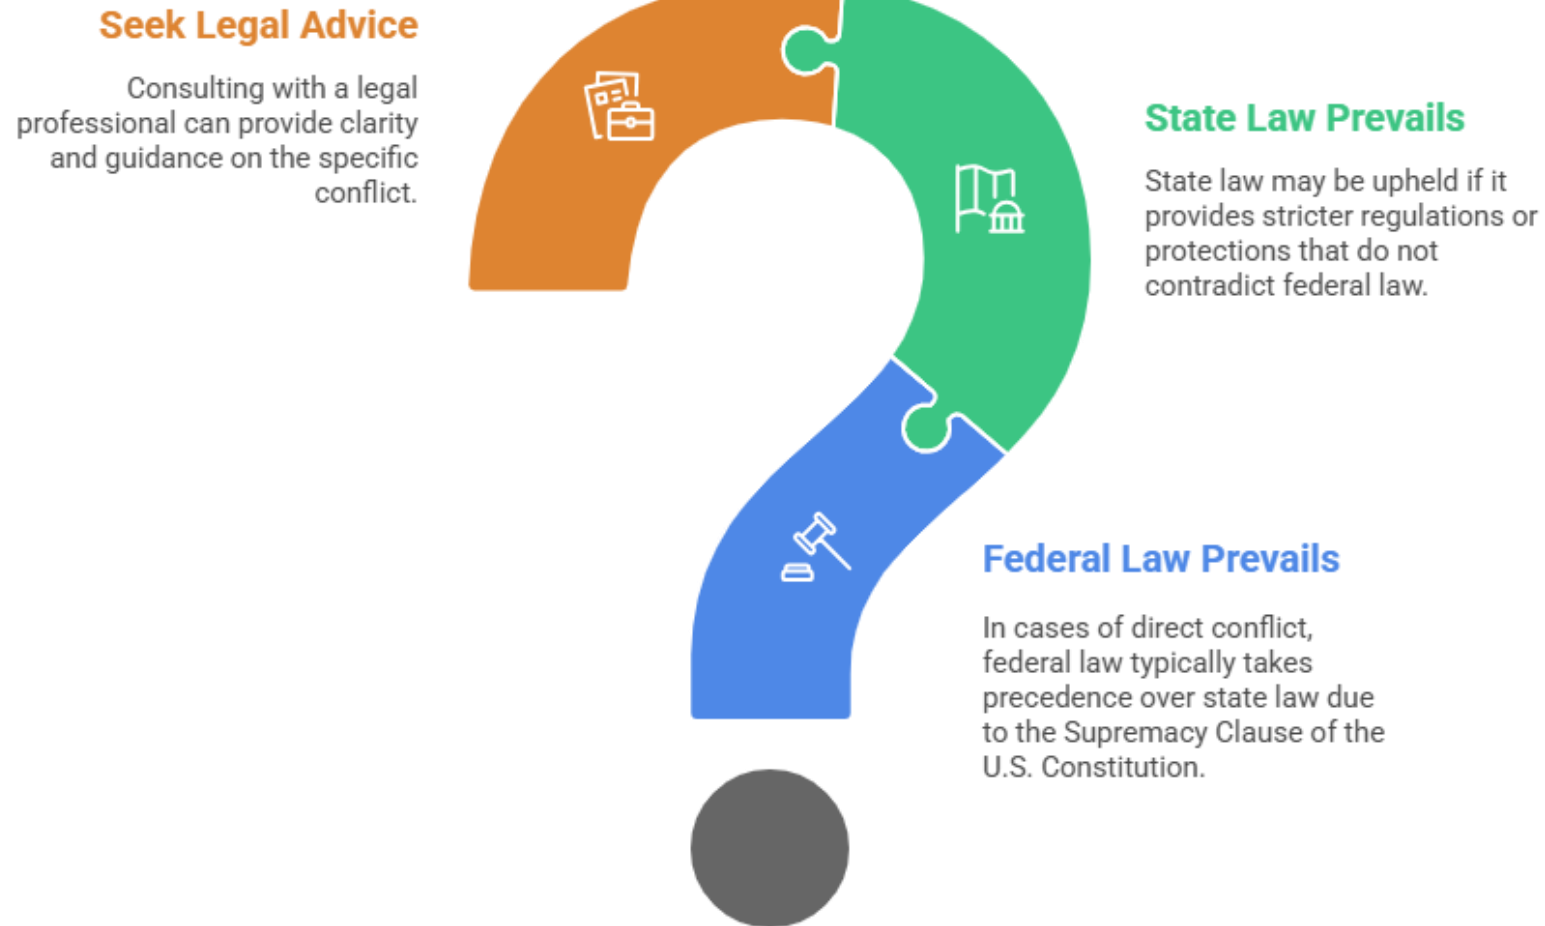 Seek Legal Advice
Consulting with a legal
professional can provide clarity
and guidance on the specific
conflict.
State Law Prevails
State law may be upheld if it
provides stricter regulations or
protections that do not
contradict federal law.
Federal Law Prevails
In cases of direct conflict,
federal law typically takes
precedence over state law due
to the Supremacy Clause of the
U.S. Constitution.